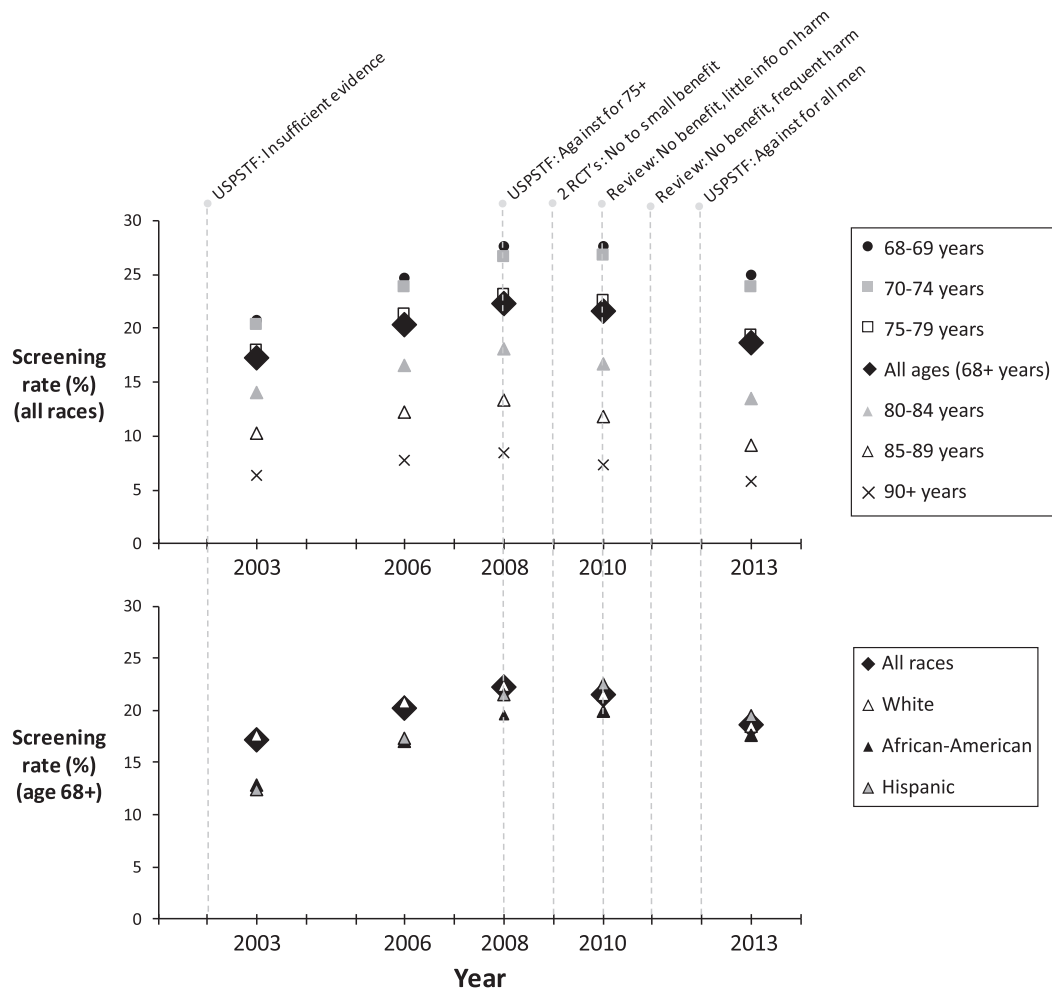 USPSTF: Insufficient evidence
USPSTF: Against for 75+
2 RCT's: No to small benefit
Review: No benefit, little info on harm
Review: No benefit, frequent harm
USPSTF: Against for all men
30
25
20
15
10
5
0
Screening
rate (%)
(all races)
2003 2006 2008 2010 2013
68-69 years
70-74 years
75-79 years
All ages (68+ years)
80-84 years
85-89 years
90+ years
30
25
20
15
10
5
0
Screening
rate (%)
(age 68+)
2003 2006 2008 2010 2013
Year
All races
White
African-American
Hispanic